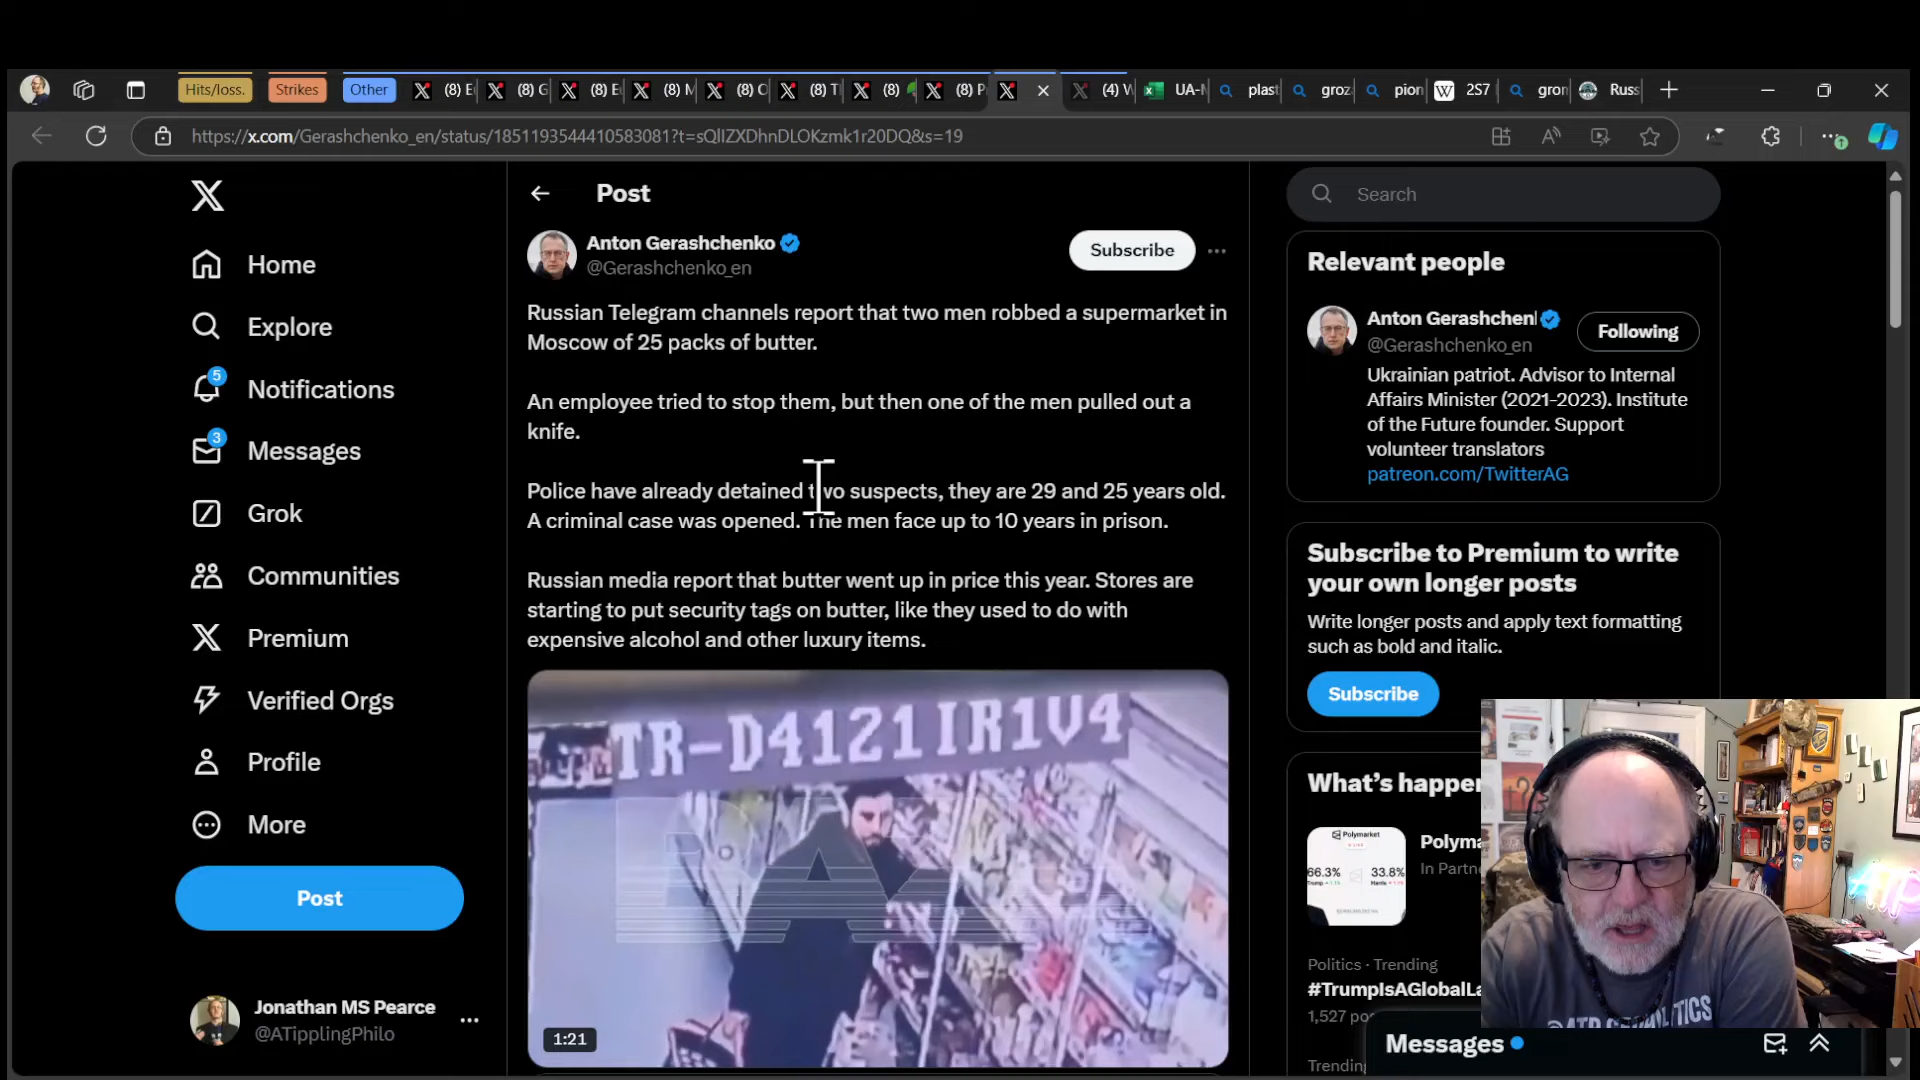 Hits/loss.
Strikes
Other
(8) E
(8) G
(8) E
(8) M
(8) O
(8) T
(8)
(8) P
(4) V
UA-
plast
groz
pion
2S7
gron
Russ
https://x.com/Gerashchenko_en/status/1851193544410583081?t=sQlIZXDhnDLOKzmk1r20DQ&s=19
Home
Explore
5
Notifications
3
Messages
Grok
Communities
Premium
Verified Orgs
Profile
More
Post
Jonathan MS Pearce
@ATipplingPhilo
Post
Anton Gerashchenko
@Gerashchenko_en
Subscribe
Russian Telegram channels report that two men robbed a supermarket in
Moscow of 25 packs of butter.
An employee tried to stop them, but then one of the men pulled out a
knife.
Police have already detained two suspects, they are 29 and 25 years old.
A criminal case was opened. The men face up to 10 years in prison.
Russian media report that butter went up in price this year. Stores are
starting to put security tags on butter, like they used to do with
expensive alcohol and other luxury items.
TR-D4121IR1V4
1:21
Search
Relevant people
Anton Gerashchenl
Following
@Gerashchenko_en
Ukrainian patriot. Advisor to Internal
Affairs Minister (2021-2023). Institute
of the Future founder. Support
volunteer translators
patreon.com/TwitterAG
Subscribe to Premium to write
your own longer posts
Write longer posts and apply text formatting
such as bold and italic.
Subscribe
What's happe
Polymarket
66.3%
33.8%
Polyma
In Partn
Politics · Trending
#TrumpIsAGlobalLa
1,527 po
Trending
Messages